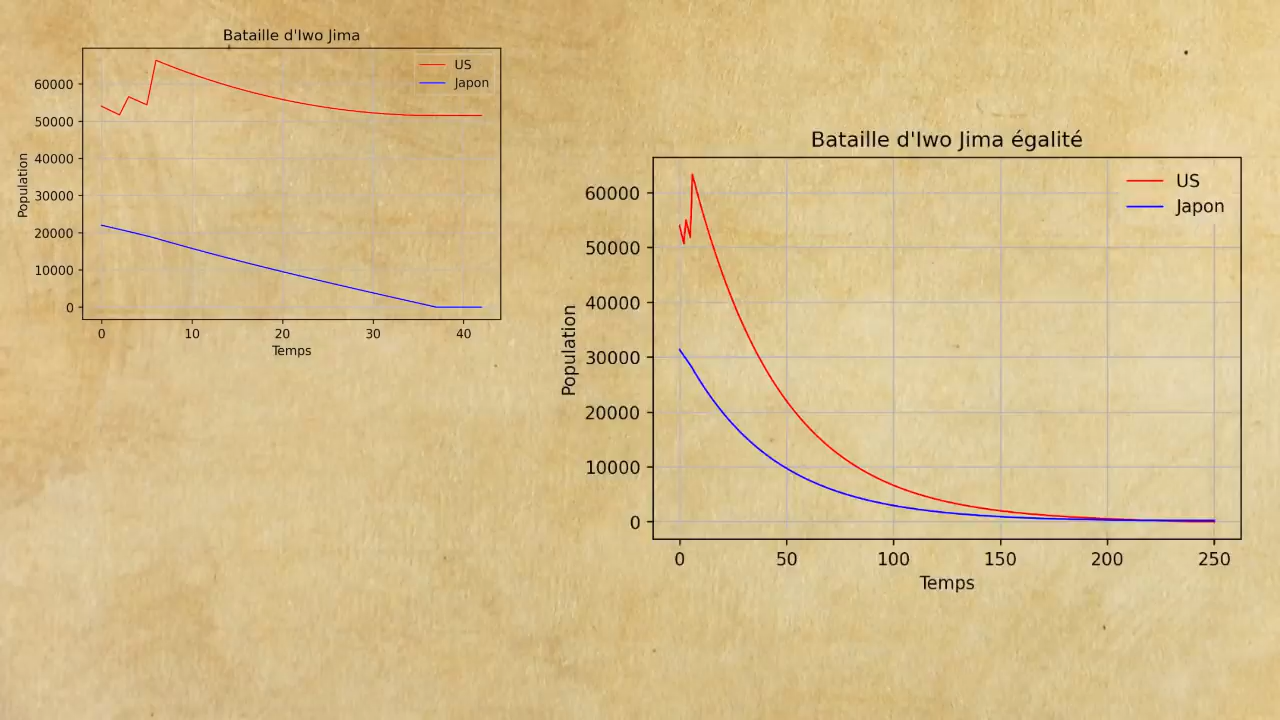 Bataille d'Iwo Jima
US
Japon
Population
60000
50000
40000
30000
20000
10000
0
0 10 20 30 40
Temps
Bataille d'Iwo Jima égalité
US
Japon
Population
60000
50000
40000
30000
20000
10000
0
0 50 100 150 200 250
Temps